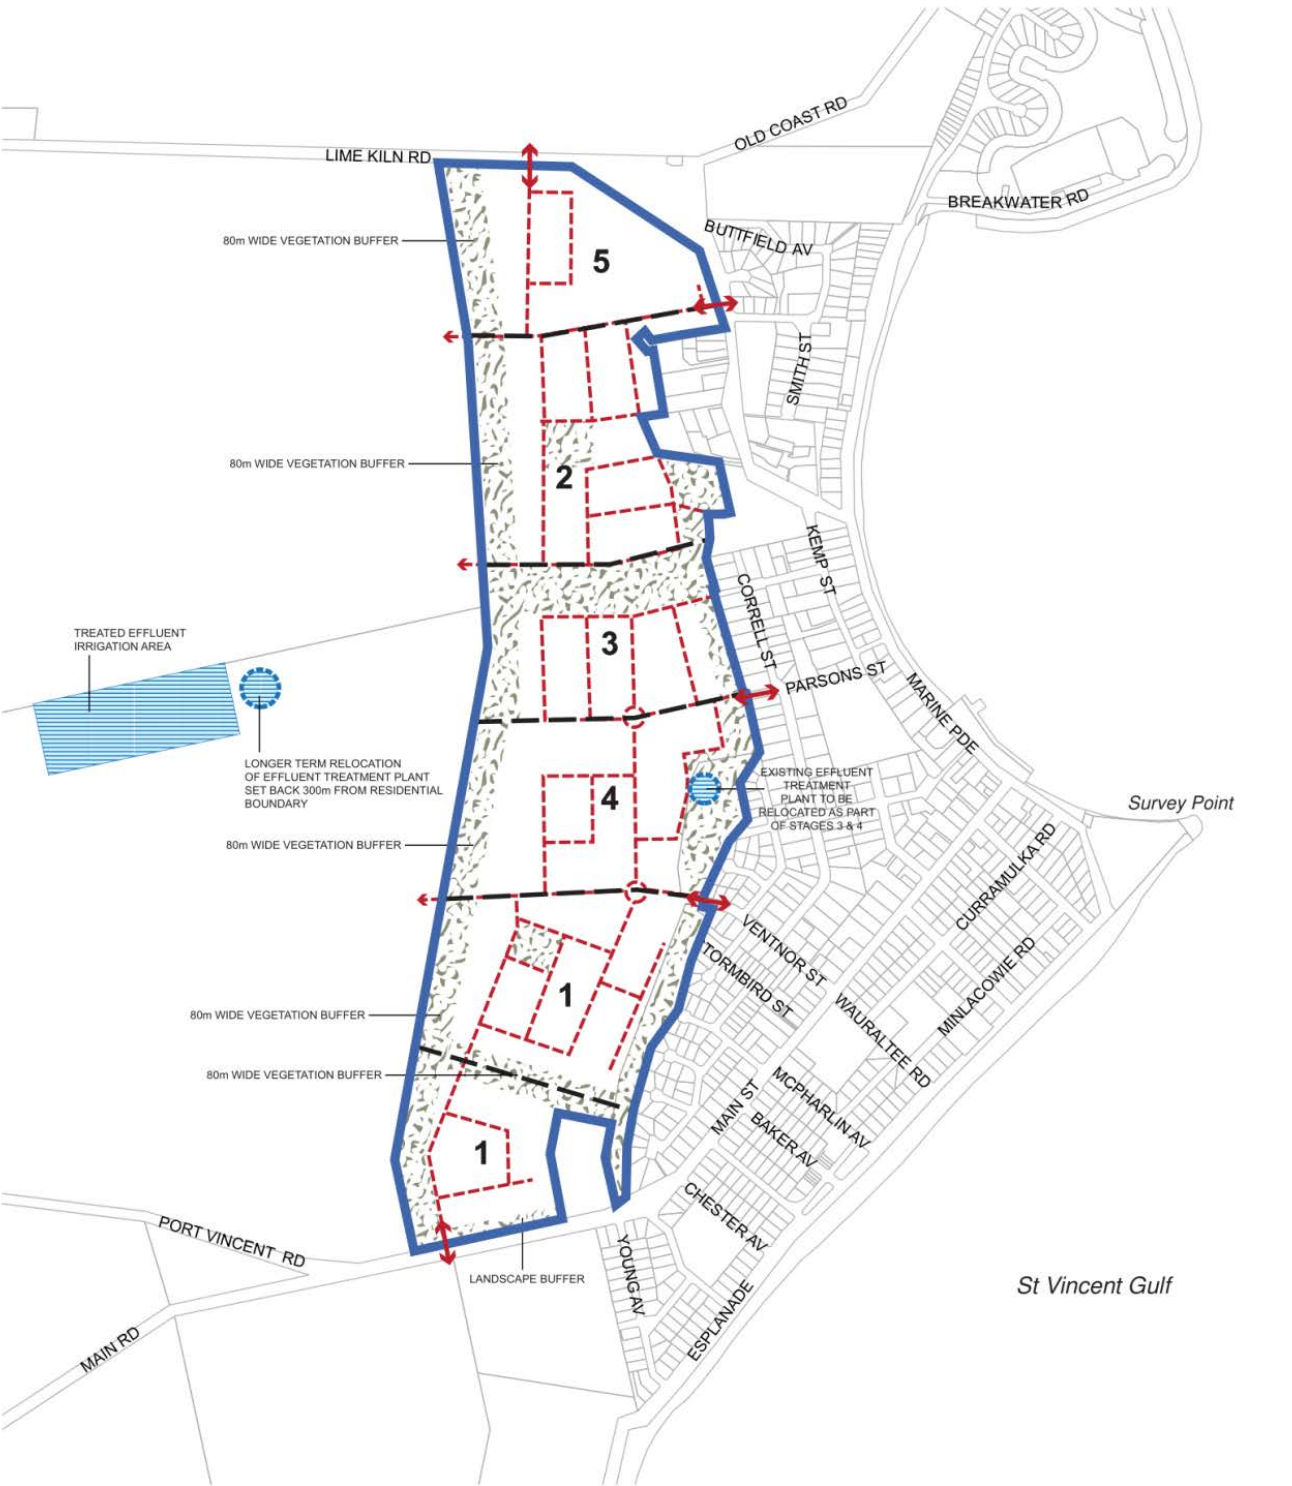 OLD COAST RD
LIME KILN RD
BREAKWATER RD
BUTTFIELD AV
80m WIDE VEGETATION BUFFER
5
SMITH ST
80m WIDE VEGETATION BUFFER
2
KEMP ST
CORRELL ST
TREATED EFFLUENT
IRRIGATION AREA
3
PARSONS ST
MARINE PDE
LONGER TERM RELOCATION
OF EFFLUENT TREATMENT PLANT
SET BACK 300m FROM RESIDENTIAL
BOUNDARY
4
EXISTING EFFLUENT
TREATMENT
PLANT TO BE
RELOCATED AS PART
OF STAGES 3 & 4
Survey Point
80m WIDE VEGETATION BUFFER
CURRAMULKA RD
VENTNOR ST
STORMBIRD ST
MINLACOWIE RD
1
80m WIDE VEGETATION BUFFER
WAURALTEE RD
80m WIDE VEGETATION BUFFER
MAIN ST
MCPHARLIN AV
BAKER AV
1
CHESTER AV
PORT VINCENT RD
YOUNG AV
LANDSCAPE BUFFER
St Vincent Gulf
ESPLANADE
MAIN RD